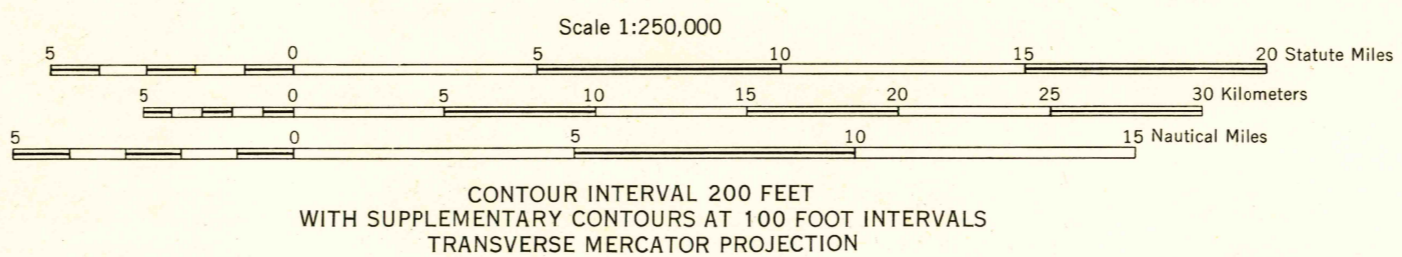 Scale 1:250,000
5 0 5 10 15 20 Statute Miles
5 0 5 10 15 20 25 30 Kilometers
5 0 5 10 15 Nautical Miles
CONTOUR INTERVAL 200 FEET
WITH SUPPLEMENTARY CONTOURS AT 100 FOOT INTERVALS
TRANSVERSE MERCATOR PROJECTION